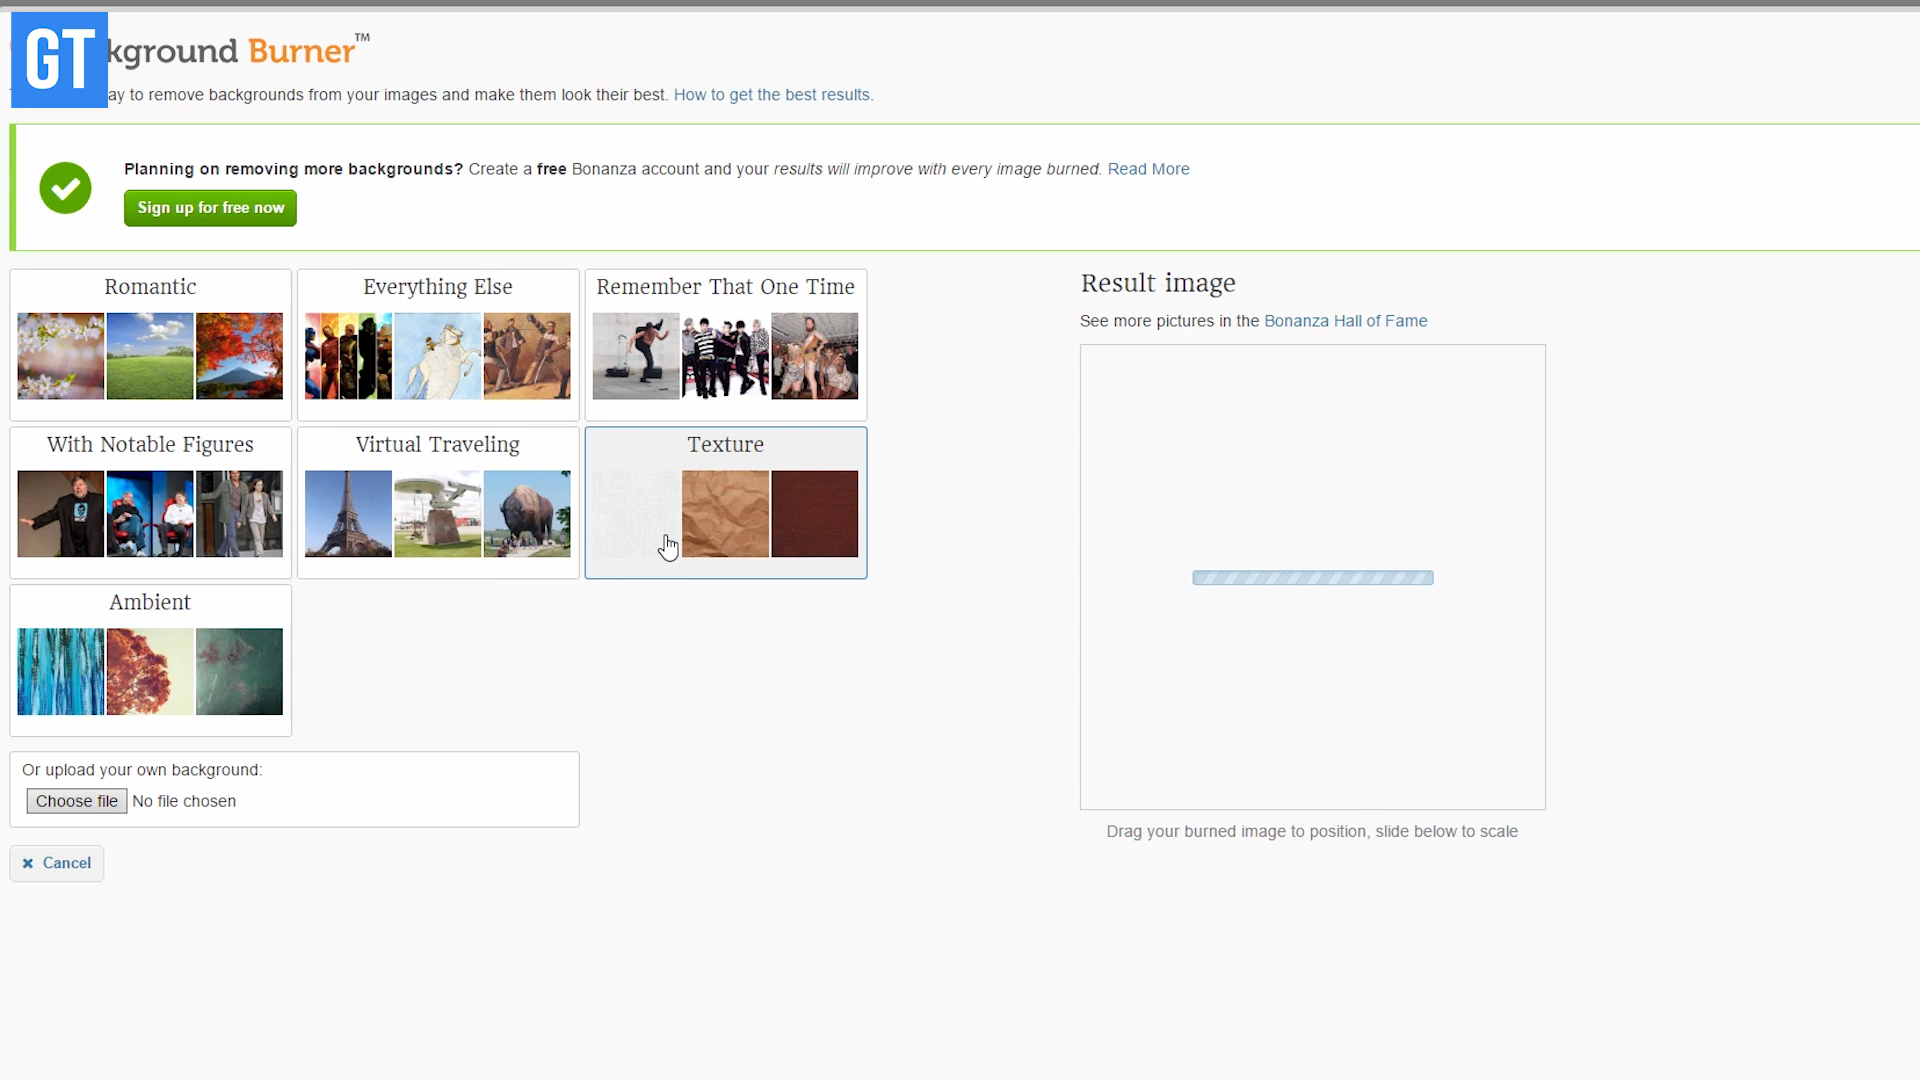 GT
kground Burner™
ay to remove backgrounds from your images and make them look their best. How to get the best results.
Planning on removing more backgrounds? Create a free Bonanza account and your results will improve with every image burned. Read More
Sign up for free now
Romantic
Everything Else
Remember That One Time
With Notable Figures
Virtual Traveling
Texture
Ambient
Or upload your own background:
Choose file No file chosen
Cancel
Result image
See more pictures in the Bonanza Hall of Fame
Drag your burned image to position, slide below to scale